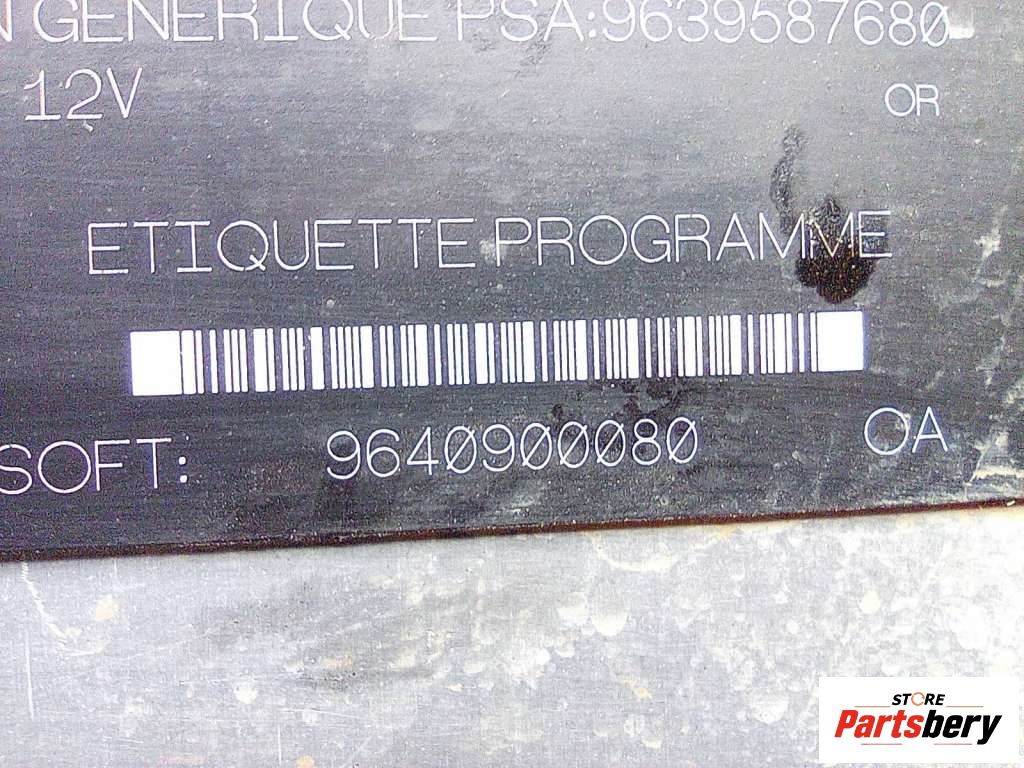 N GENERIQUE PSA:9639587680
12V OR
ETIQUETTE PROGRAMME
SOFT: 9640900080 OA
STORE
Partsbery